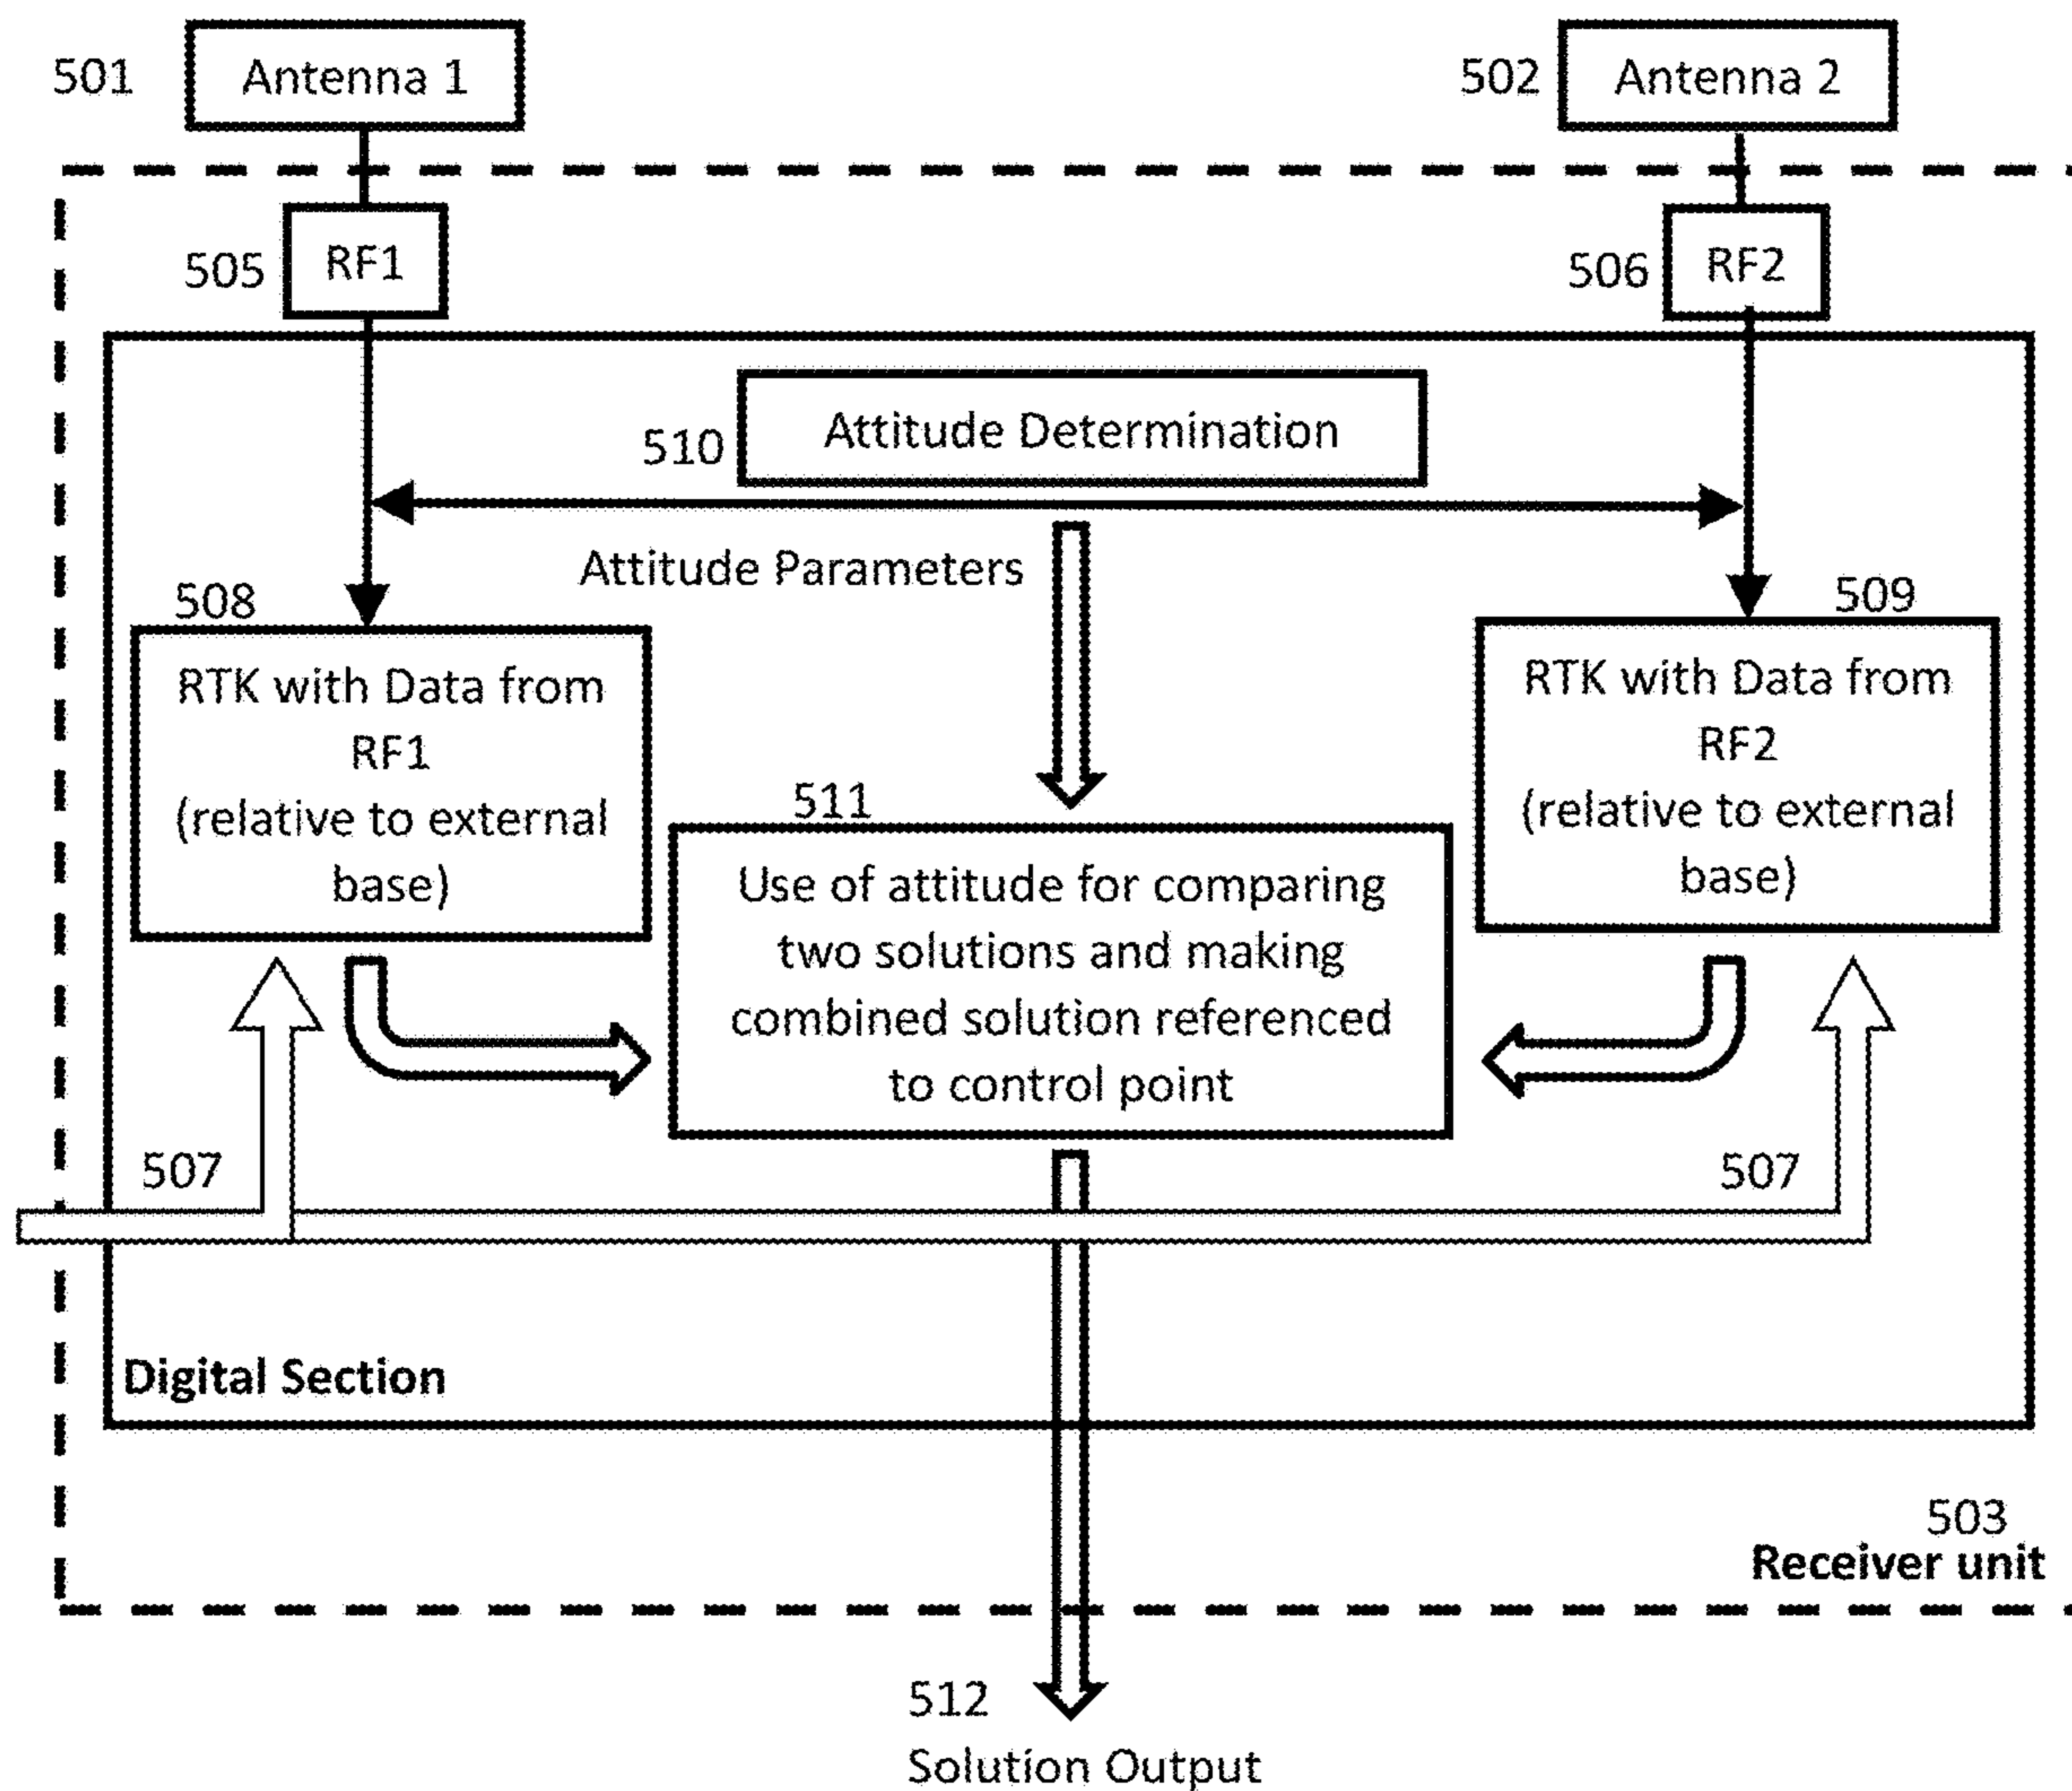 501
Antenna 1
502
Antenna 2
505
RF1
506
RF2
510
Attitude Determination
Attitude Parameters
508
RTK with Data from
RF1
(relative to external
base)
509
RTK with Data from
RF2
(relative to external
base)
511
Use of attitude for comparing
two solutions and making
combined solution referenced
to control point
507
507
Digital Section
503
Receiver unit
512
Solution Output